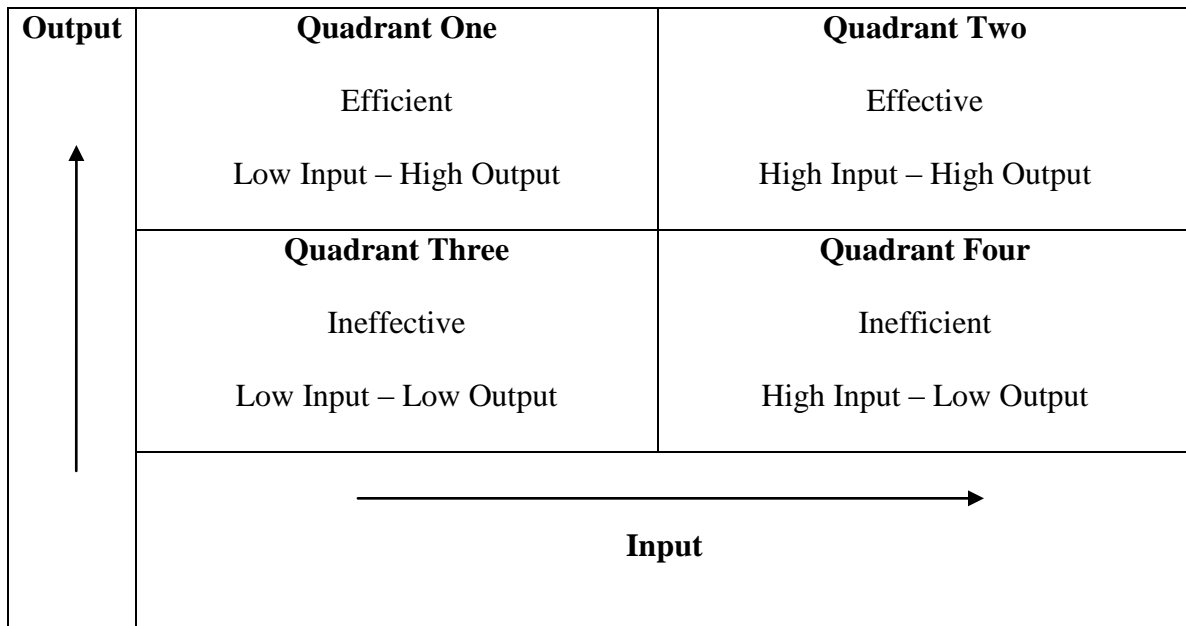 Output
Quadrant One
Efficient
Low Input – High Output
Quadrant Two
Effective
High Input – High Output
Quadrant Three
Ineffective
Low Input – Low Output
Quadrant Four
Inefficient
High Input – Low Output
Input